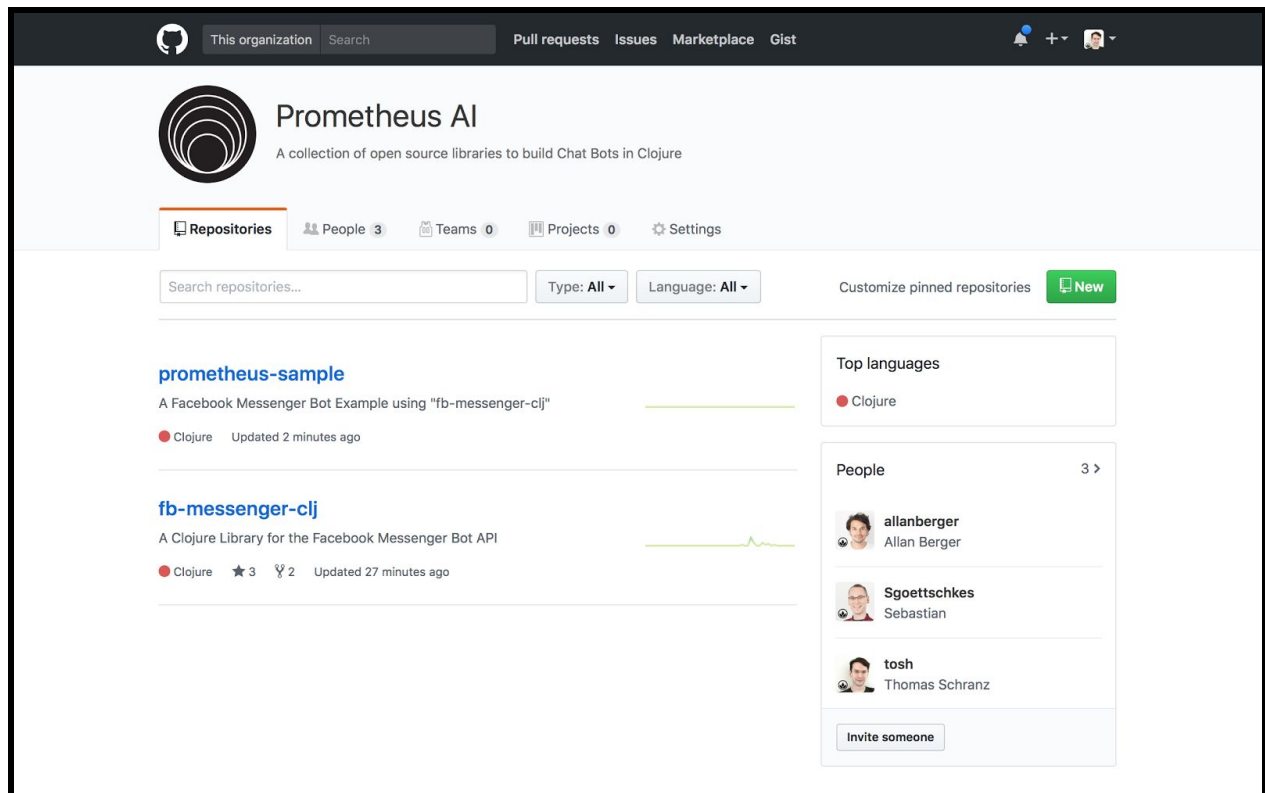 This organization Search Pull requests Issues Marketplace Gist
Prometheus AI
A collection of open source libraries to build Chat Bots in Clojure
Repositories People 3 Teams 0 Projects 0 Settings
Search repositories... Type: All Language: All Customize pinned repositories New
prometheus-sample
A Facebook Messenger Bot Example using "fb-messenger-clj"
Clojure Updated 2 minutes ago
fb-messenger-clj
A Clojure Library for the Facebook Messenger Bot API
Clojure 3 2 Updated 27 minutes ago
Top languages
Clojure
People 3
allanberger
Allan Berger
Sgoettschkes
Sebastian
tosh
Thomas Schranz
Invite someone